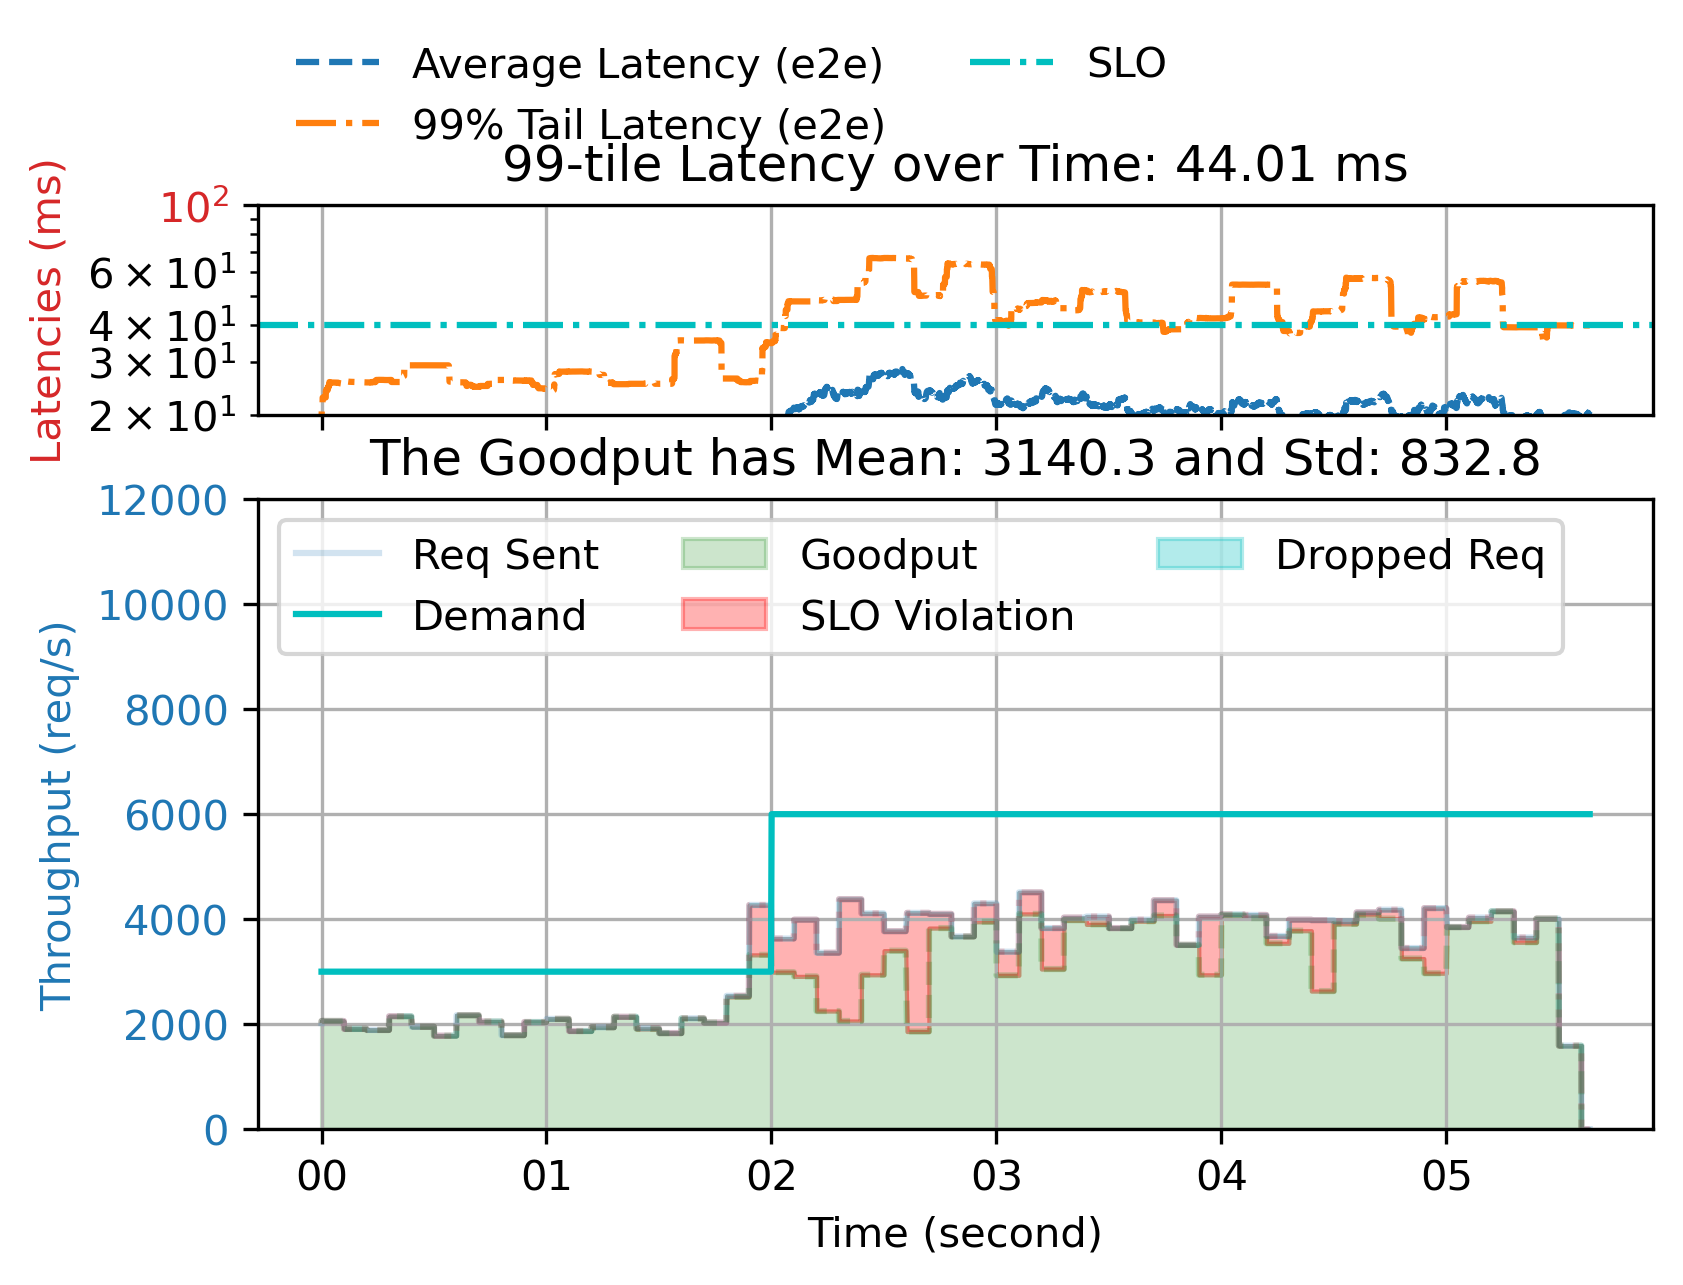 Average Latency (e2e)
SLO
99% Tail Latency (e2e)
99-tile Latency over Time: 44.01 ms
Latencies (ms)
10²
6 × 10¹
4 × 10¹
3 × 10¹
2 × 10¹
The Goodput has Mean: 3140.3 and Std: 832.8
Throughput (req/s)
12000
10000
8000
6000
4000
2000
0
Req Sent
Goodput
Dropped Req
Demand
SLO Violation
00 01 02 03 04 05
Time (second)